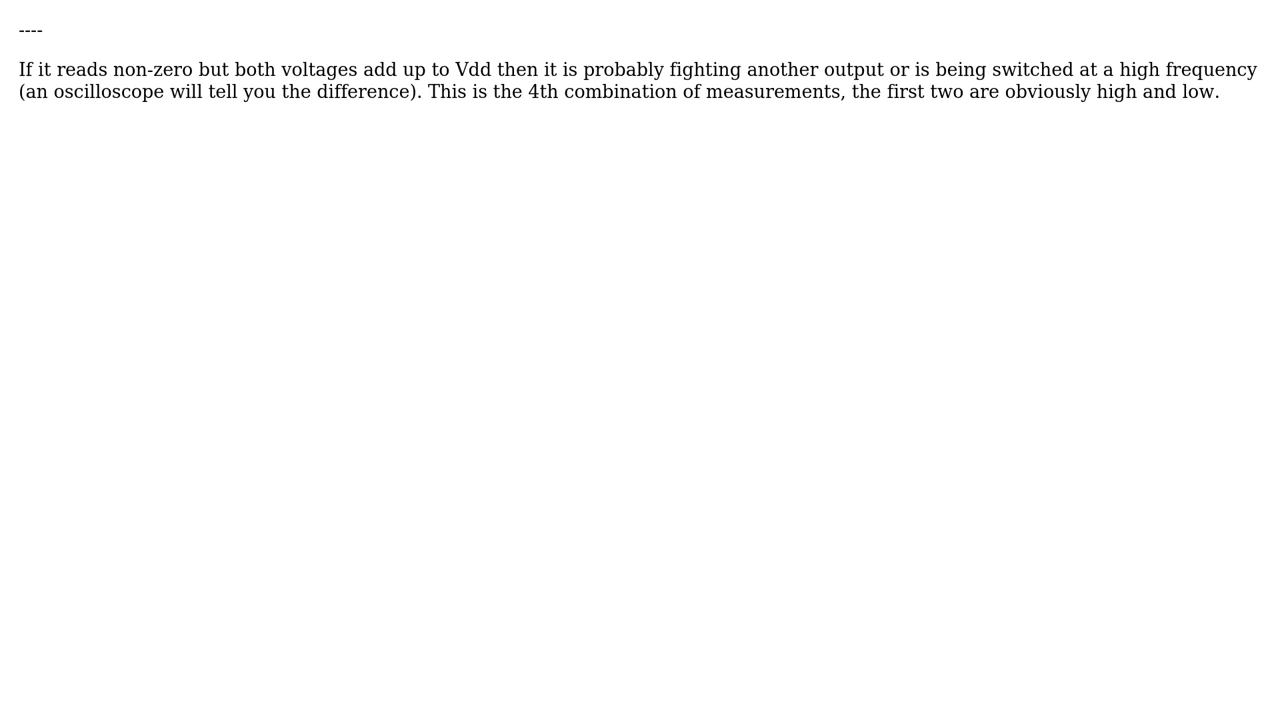 ----
If it reads non-zero but both voltages add up to Vdd then it is probably fighting another output or is being switched at a high frequency
(an oscilloscope will tell you the difference). This is the 4th combination of measurements, the first two are obviously high and low.